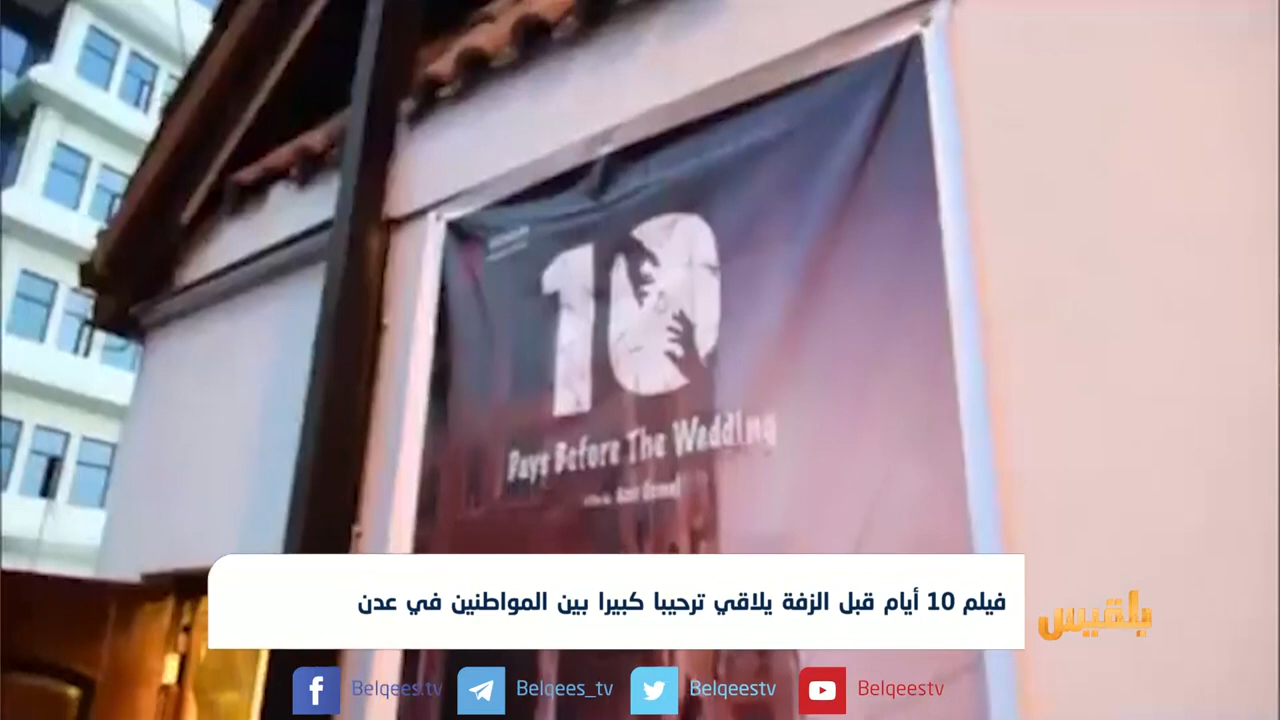 10
Days Before The Wedding
فيلم 10 أيام قبل الزفة يلاقي ترحيبا كبيرا بين المواطنين في عدن
بلقيس
Belqees.tv
Belqees_tv
Belqeestv
Belqeestv